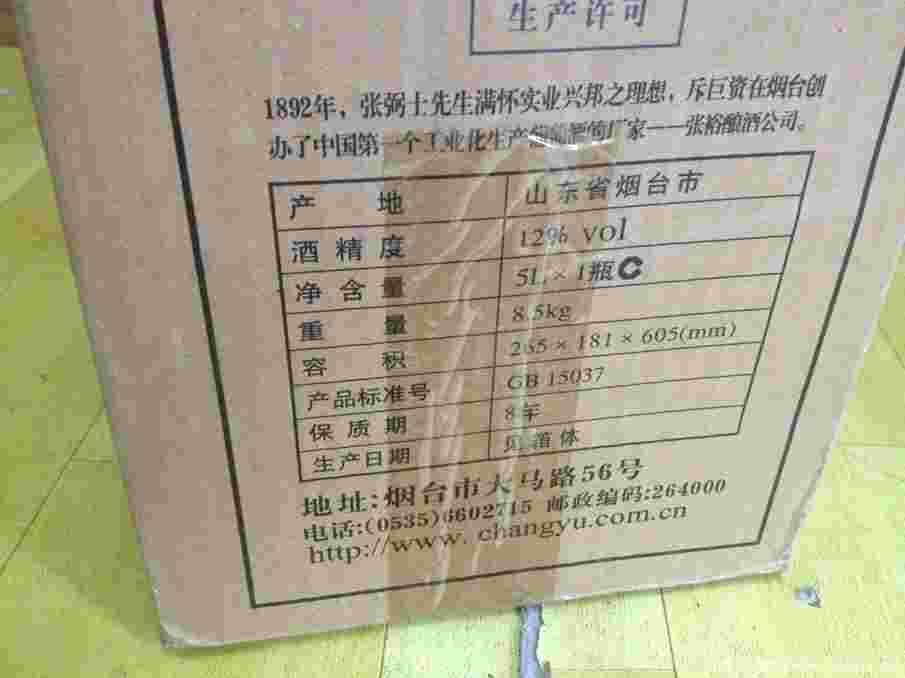 生产许可
1892年，张弼士先生满怀实业兴邦之理想，斥巨资在烟台创
办了中国第一个工业化生产葡萄酒的厂家——张裕酿酒公司。
产 地 山东省烟台市
酒精度 12% vol
净含量 5L×1瓶
重 量 8.5kg
容 积 265×181×605(mm)
产品标准号 GB 15037
保质期 8年
生产日期 见箱体
地址:烟台市大马路56号
电话:(0535)6602715 邮政编码:264000
http://www.changyu.com.cn